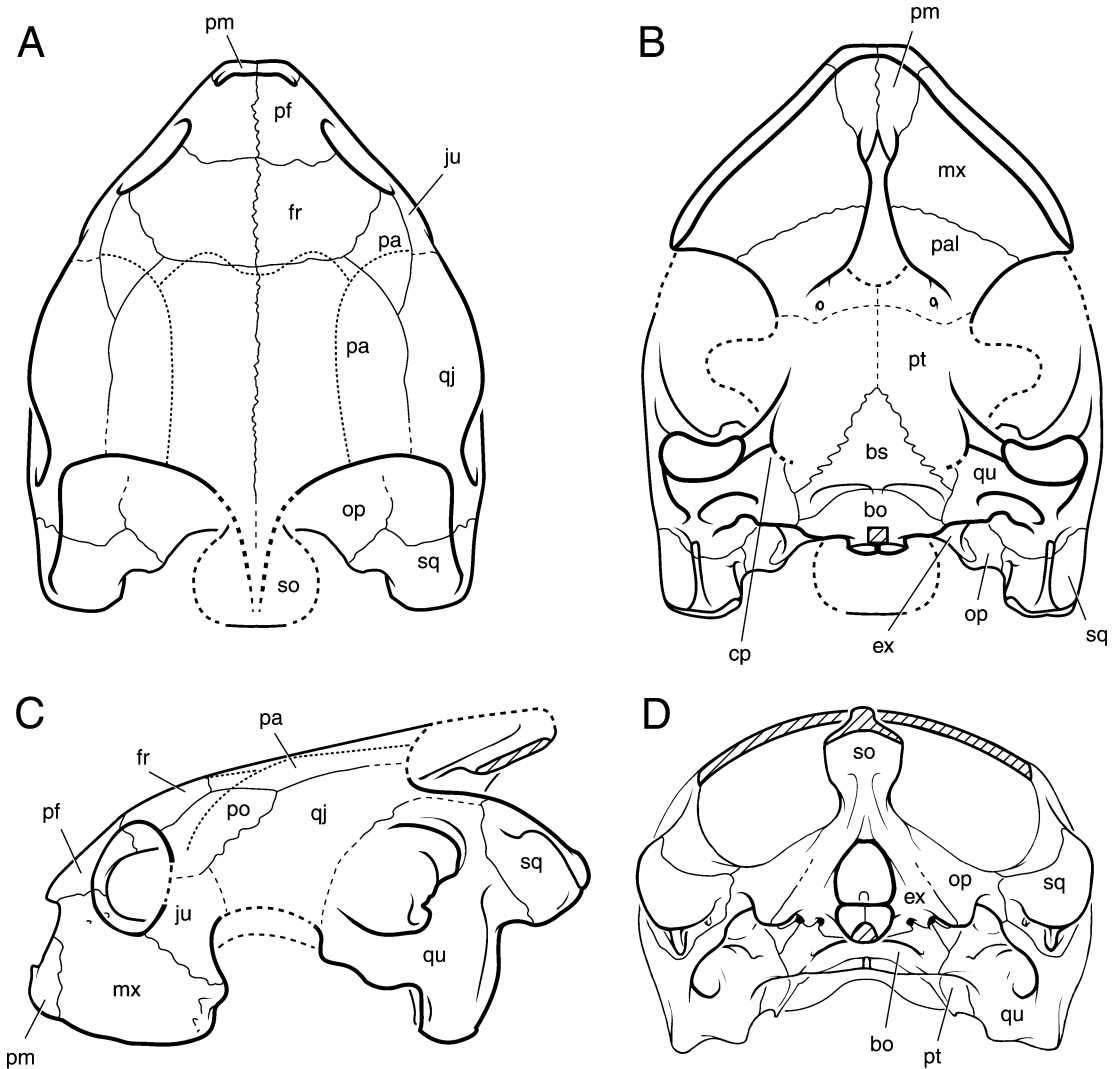 A
pm
pf
ju
fr
pa
pa
qj
op
sq
so
B
pm
mx
pal
pt
bs
qu
bo
cp
ex
op
sq
C
pa
fr
po
qj
pf
sq
ju
qu
mx
pm
D
so
op
sq
ex
qu
bo
pt